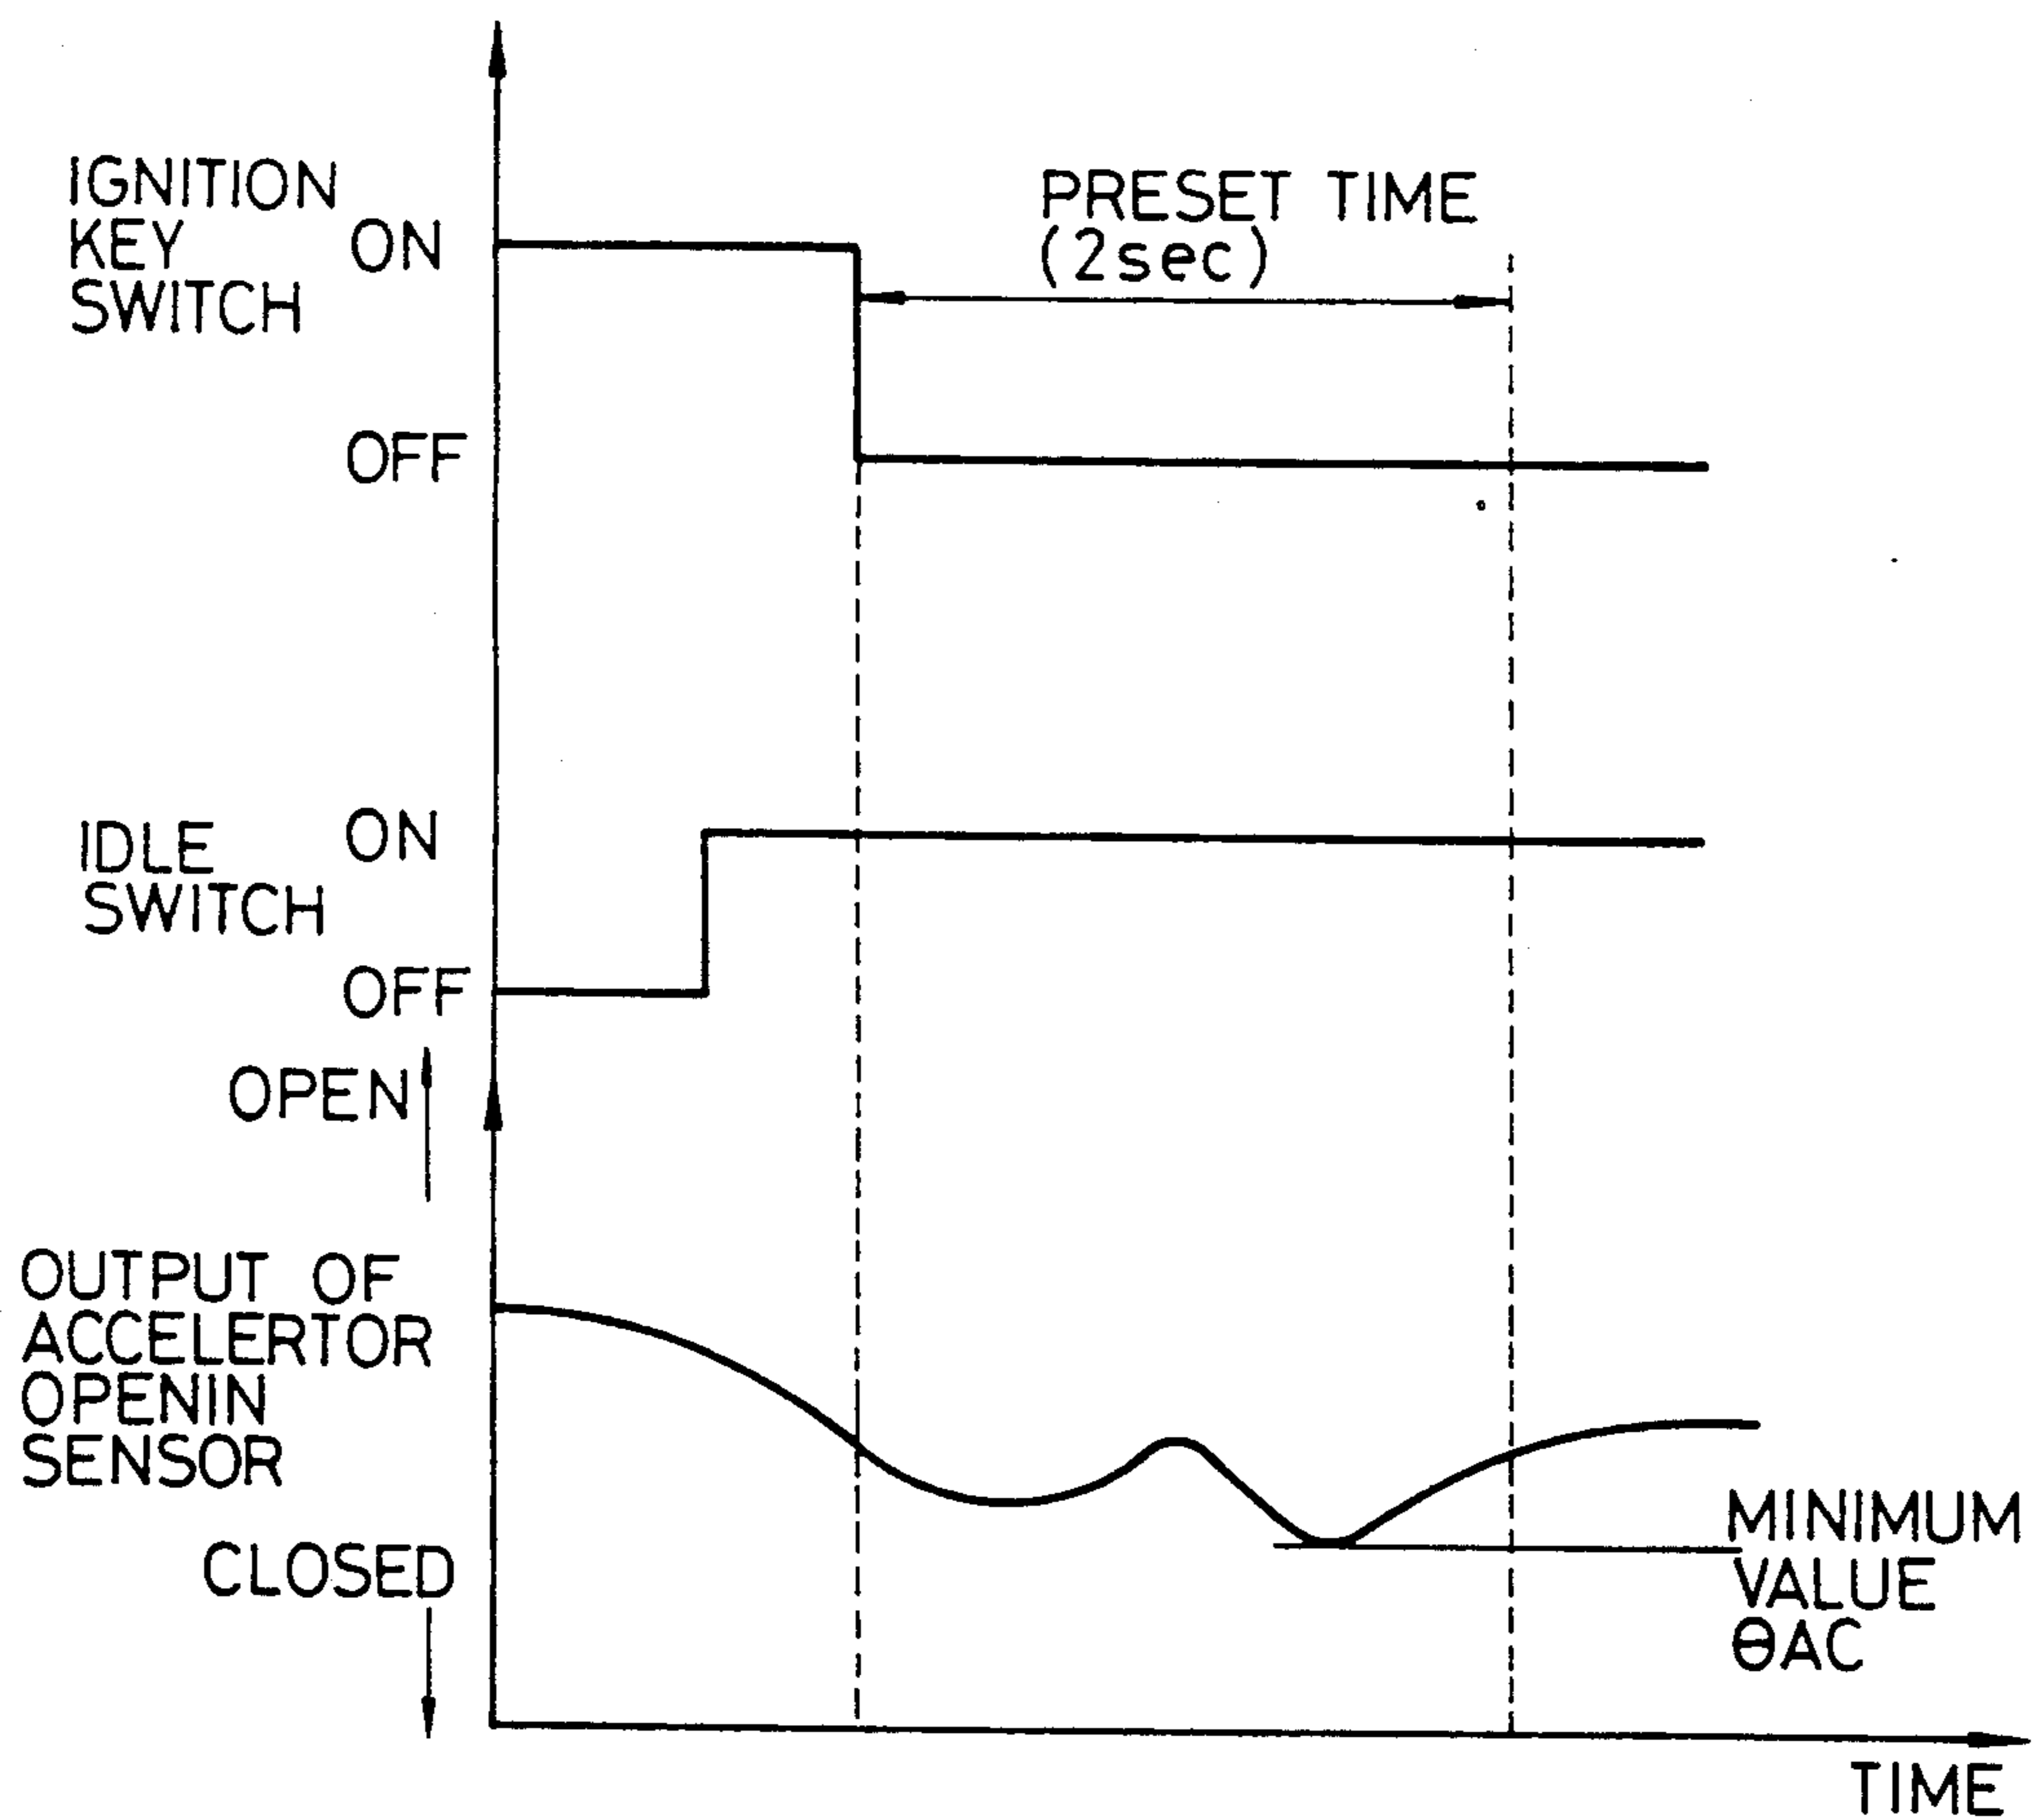 IGNITION
KEY
SWITCH
ON
OFF
PRESET TIME
(2sec)
IDLE
SWITCH
ON
OFF
OPEN
OUTPUT OF
ACCELERTOR
OPENIN
SENSOR
CLOSED
MINIMUM
VALUE
ΘAC
TIME